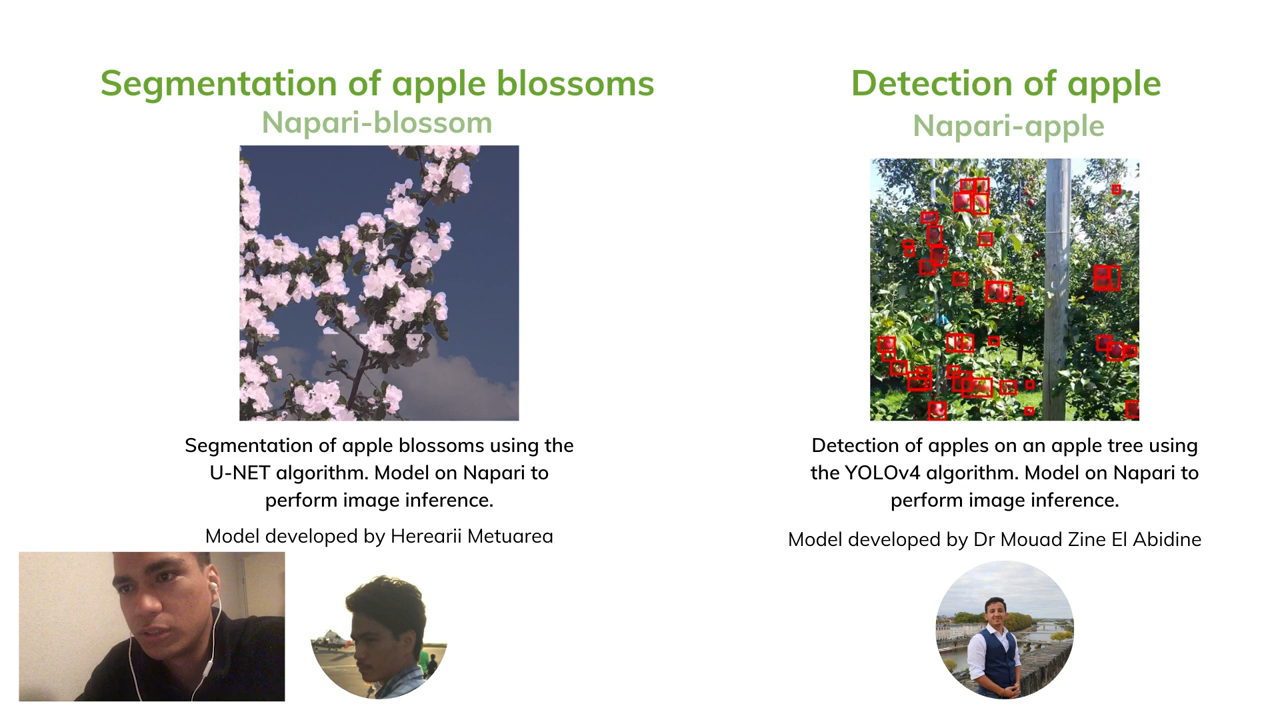 Segmentation of apple blossoms
Napari-blossom
Segmentation of apple blossoms using the
U-NET algorithm. Model on Napari to
perform image inference.
Model developed by Herearii Metuarea
Detection of apple
Napari-apple
Detection of apples on an apple tree using
the YOLOv4 algorithm. Model on Napari to
perform image inference.
Model developed by Dr Mouad Zine El Abidine